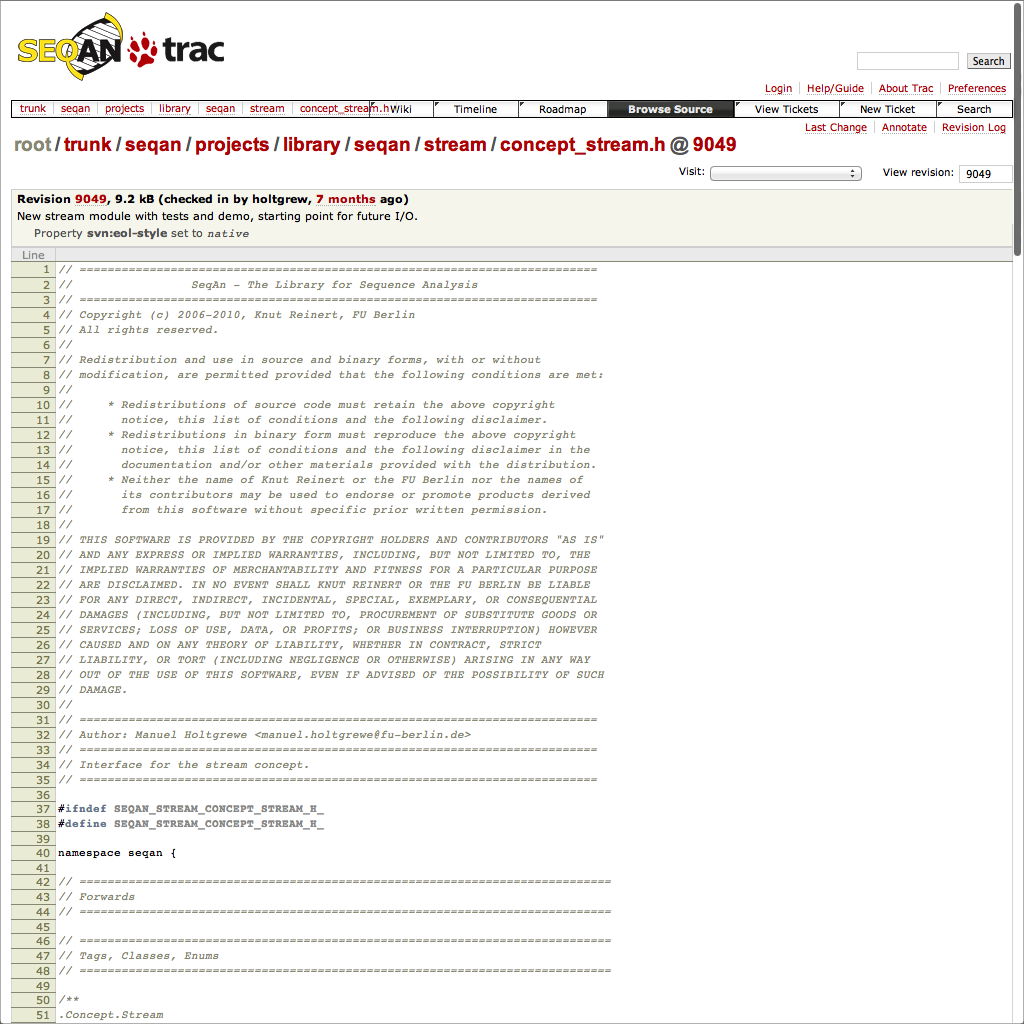 SEQAN trac
Search
Login Help/Guide About Trac Preferences
trunk seqan projects library seqan stream concept_stream.h Wiki Timeline Roadmap Browse Source View Tickets New Ticket Search
Last Change Annotate Revision Log
root/trunk/seqan/projects/library/seqan/stream/concept_stream.h @ 9049
Visit: View revision: 9049
Revision 9049, 9.2 kB (checked in by holtgrew, 7 months ago)
New stream module with tests and demo, starting point for future I/O.
Property svn:eol-style set to native
Line
1 // ==========================================================================
2 //                 SeqAn - The Library for Sequence Analysis
3 // ==========================================================================
4 // Copyright (c) 2006-2010, Knut Reinert, FU Berlin
5 // All rights reserved.
6 //
7 // Redistribution and use in source and binary forms, with or without
8 // modification, are permitted provided that the following conditions are met:
9 //
10 //     * Redistributions of source code must retain the above copyright
11 //       notice, this list of conditions and the following disclaimer.
12 //     * Redistributions in binary form must reproduce the above copyright
13 //       notice, this list of conditions and the following disclaimer in the
14 //       documentation and/or other materials provided with the distribution.
15 //     * Neither the name of Knut Reinert or the FU Berlin nor the names of
16 //       its contributors may be used to endorse or promote products derived
17 //       from this software without specific prior written permission.
18 //
19 // THIS SOFTWARE IS PROVIDED BY THE COPYRIGHT HOLDERS AND CONTRIBUTORS "AS IS"
20 // AND ANY EXPRESS OR IMPLIED WARRANTIES, INCLUDING, BUT NOT LIMITED TO, THE
21 // IMPLIED WARRANTIES OF MERCHANTABILITY AND FITNESS FOR A PARTICULAR PURPOSE
22 // ARE DISCLAIMED. IN NO EVENT SHALL KNUT REINERT OR THE FU BERLIN BE LIABLE
23 // FOR ANY DIRECT, INDIRECT, INCIDENTAL, SPECIAL, EXEMPLARY, OR CONSEQUENTIAL
24 // DAMAGES (INCLUDING, BUT NOT LIMITED TO, PROCUREMENT OF SUBSTITUTE GOODS OR
25 // SERVICES; LOSS OF USE, DATA, OR PROFITS; OR BUSINESS INTERRUPTION) HOWEVER
26 // CAUSED AND ON ANY THEORY OF LIABILITY, WHETHER IN CONTRACT, STRICT
27 // LIABILITY, OR TORT (INCLUDING NEGLIGENCE OR OTHERWISE) ARISING IN ANY WAY
28 // OUT OF THE USE OF THIS SOFTWARE, EVEN IF ADVISED OF THE POSSIBILITY OF SUCH
29 // DAMAGE.
30 //
31 // ==========================================================================
32 // Author: Manuel Holtgrewe <manuel.holtgrewe@fu-berlin.de>
33 // ==========================================================================
34 // Interface for the stream concept.
35 // ==========================================================================
36
37 #ifndef SEQAN_STREAM_CONCEPT_STREAM_H_
38 #define SEQAN_STREAM_CONCEPT_STREAM_H_
39
40 namespace seqan {
41
42 // ============================================================================
43 // Forwards
44 // ============================================================================
45
46 // ============================================================================
47 // Tags, Classes, Enums
48 // ============================================================================
49
50 /**
51 .Concept.Stream